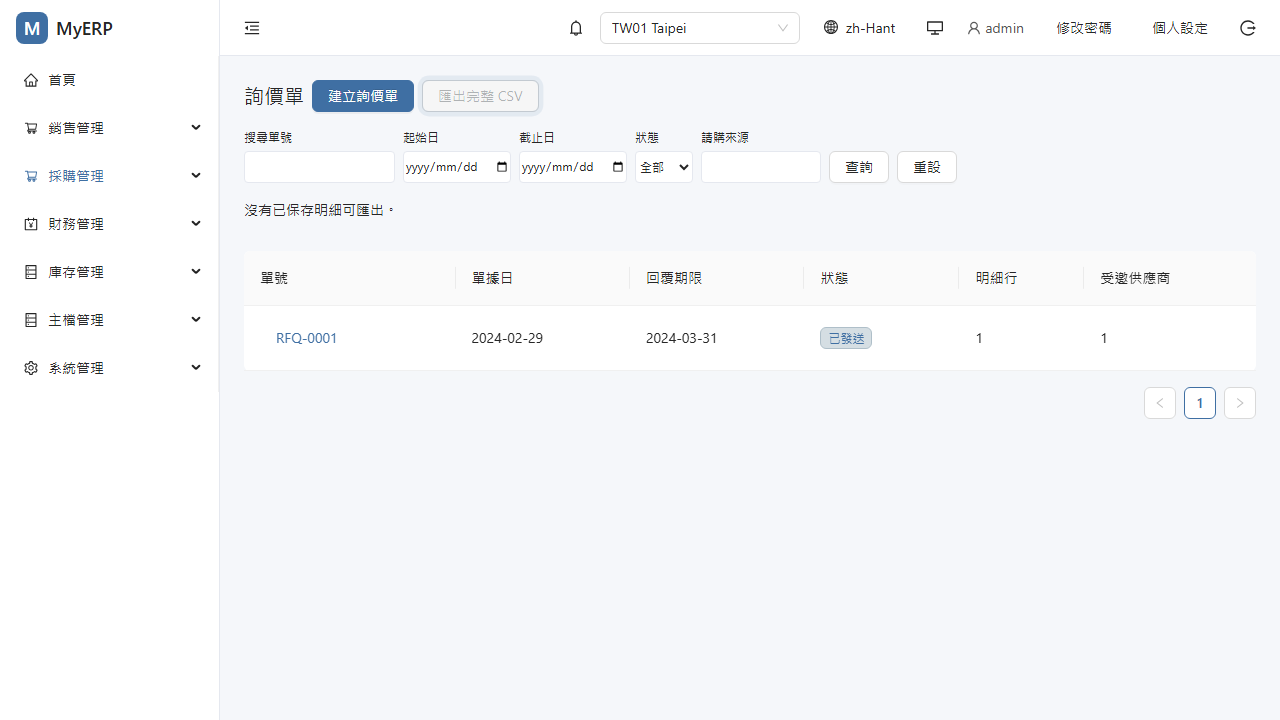 M MyERP
TW01 Taipei
zh-Hant
admin
修改密碼
個人設定
首頁
銷售管理
採購管理
財務管理
庫存管理
主檔管理
系統管理
詢價單
建立詢價單
匯出完整 CSV
搜尋單號
起始日
截止日
狀態
請購來源
yyyy/mm/dd
yyyy/mm/dd
全部
查詢
重設
沒有已保存明細可匯出。
單號 單據日 回覆期限 狀態 明細行 受邀供應商
RFQ-0001 2024-02-29 2024-03-31 已發送 1 1
1